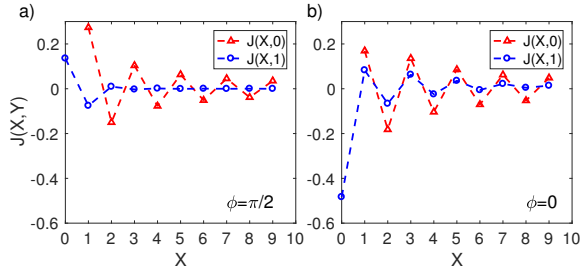 a)
J(X,Y)
0.2
0
-0.2
-0.4
-0.6
J(X,0)
J(X,1)
ϕ=π/2
0 1 2 3 4 5 6 7 8 9 10
X
b)
0.2
0
-0.2
-0.4
-0.6
J(X,0)
J(X,1)
ϕ=0
0 1 2 3 4 5 6 7 8 9 10
X